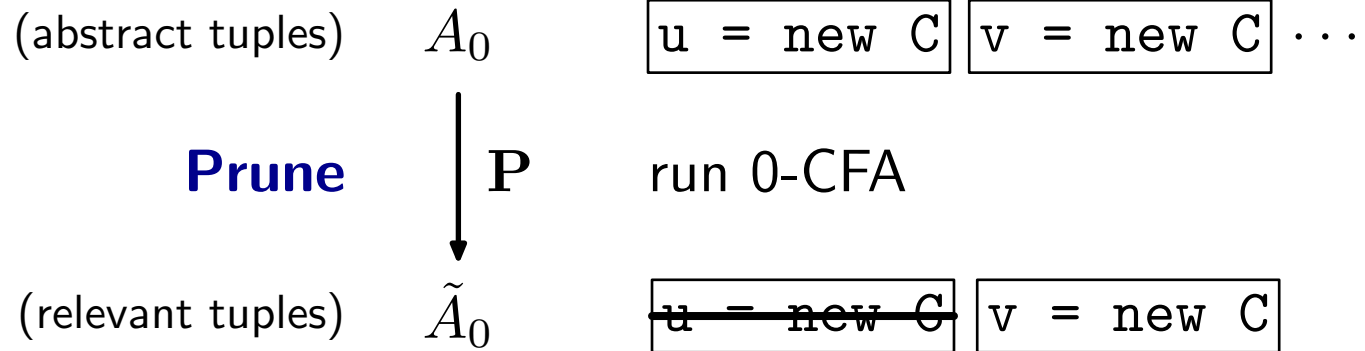 (abstract tuples) A₀ u = new C v = new C ···
Prune P run 0-CFA
(relevant tuples) Ã₀ u = new C v = new C